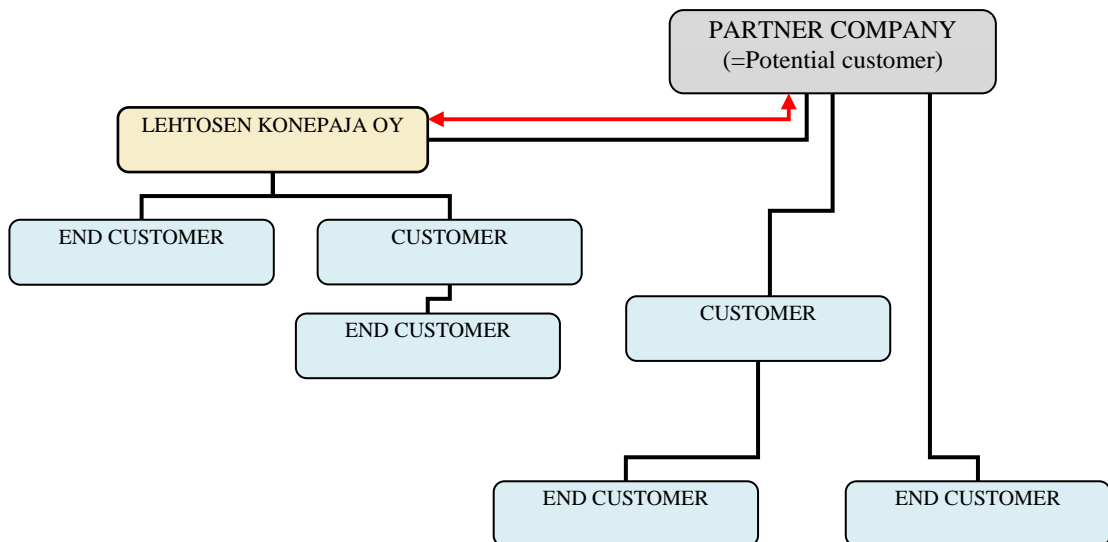 PARTNER COMPANY
(=Potential customer)
LEHTOSEN KONEPAJA OY
END CUSTOMER
CUSTOMER
END CUSTOMER
CUSTOMER
END CUSTOMER
END CUSTOMER